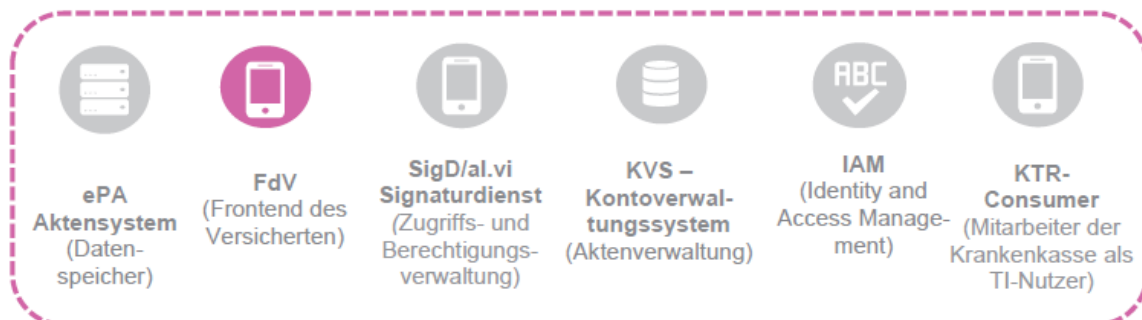 ABC
ePA
Aktensystem
(Daten-
speicher)
FdV
(Frontend des
Versicherten)
SigD/al.vi
Signaturdienst
(Zugriffs- und
Berechtigungs-
verwaltung)
KVS –
Kontoverwal-
tungssystem
(Aktenverwaltung)
IAM
(Identity and
Access Manage-
ment)
KTR-
Consumer
(Mitarbeiter der
Krankenkasse als
TI-Nutzer)